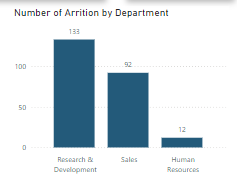 Number of Arrition by Department
133
100
92
50
12
0
Research &
Development
Sales
Human
Resources